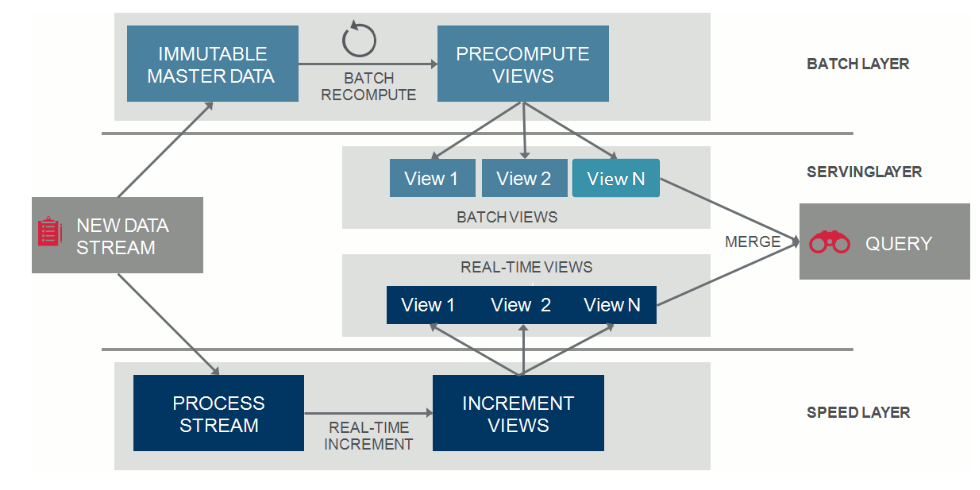 IMMUTABLE
MASTER DATA
BATCH
RECOMPUTE
PRECOMPUTE
VIEWS
BATCH LAYER
View 1
View 2
View N
BATCH VIEWS
SERVINGLAYER
NEW DATA
STREAM
MERGE
QUERY
REAL-TIME VIEWS
View 1
View 2
View N
PROCESS
STREAM
REAL-TIME
INCREMENT
INCREMENT
VIEWS
SPEED LAYER